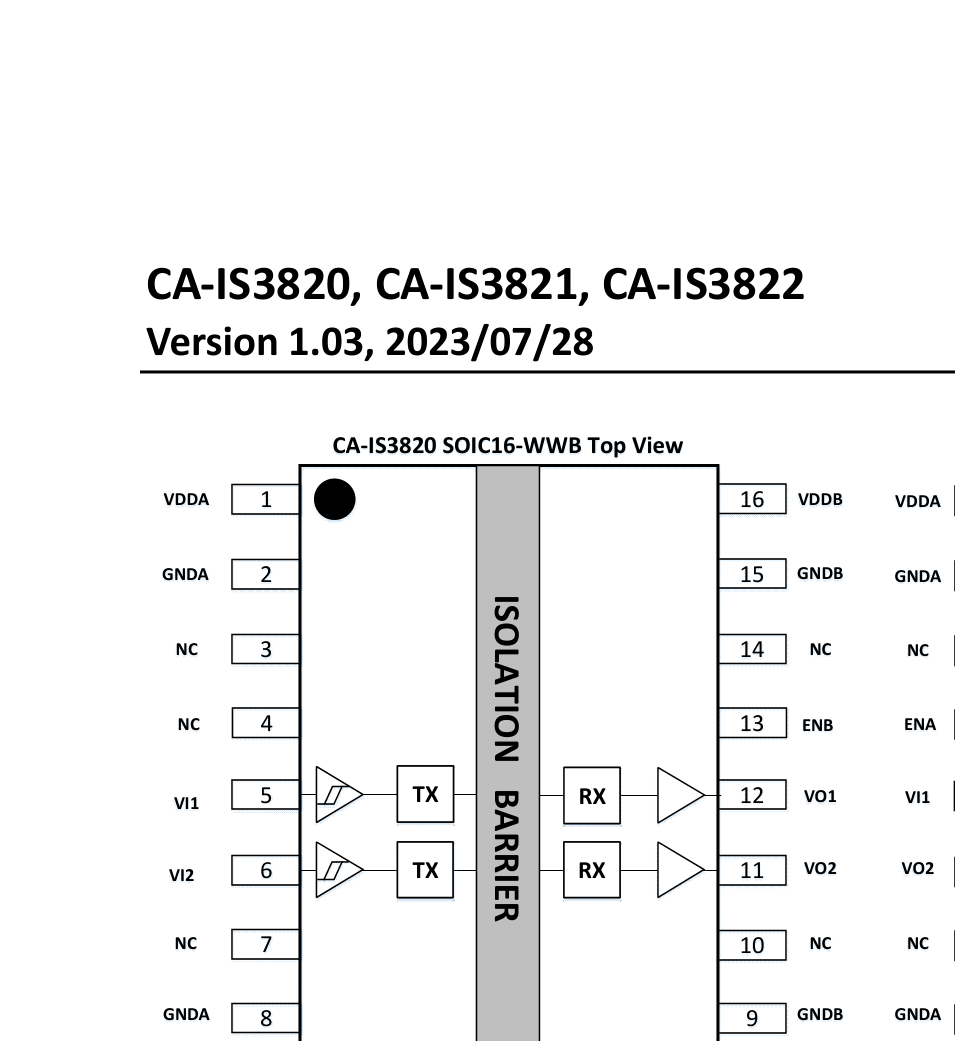 CA-IS3820, CA-IS3821, CA-IS3822
Version 1.03, 2023/07/28
CA-IS3820 SOIC16-WWB Top View
VDDA 1 16 VDDB VDDA
GNDA 2 15 GNDB GNDA
NC 3 14 NC NC
NC 4 13 ENB ENA
VI1 5 TX RX 12 VO1 VI1
VI2 6 TX RX 11 VO2 VO2
NC 7 10 NC NC
GNDA 8 9 GNDB GNDA
ISOLATION BARRIER